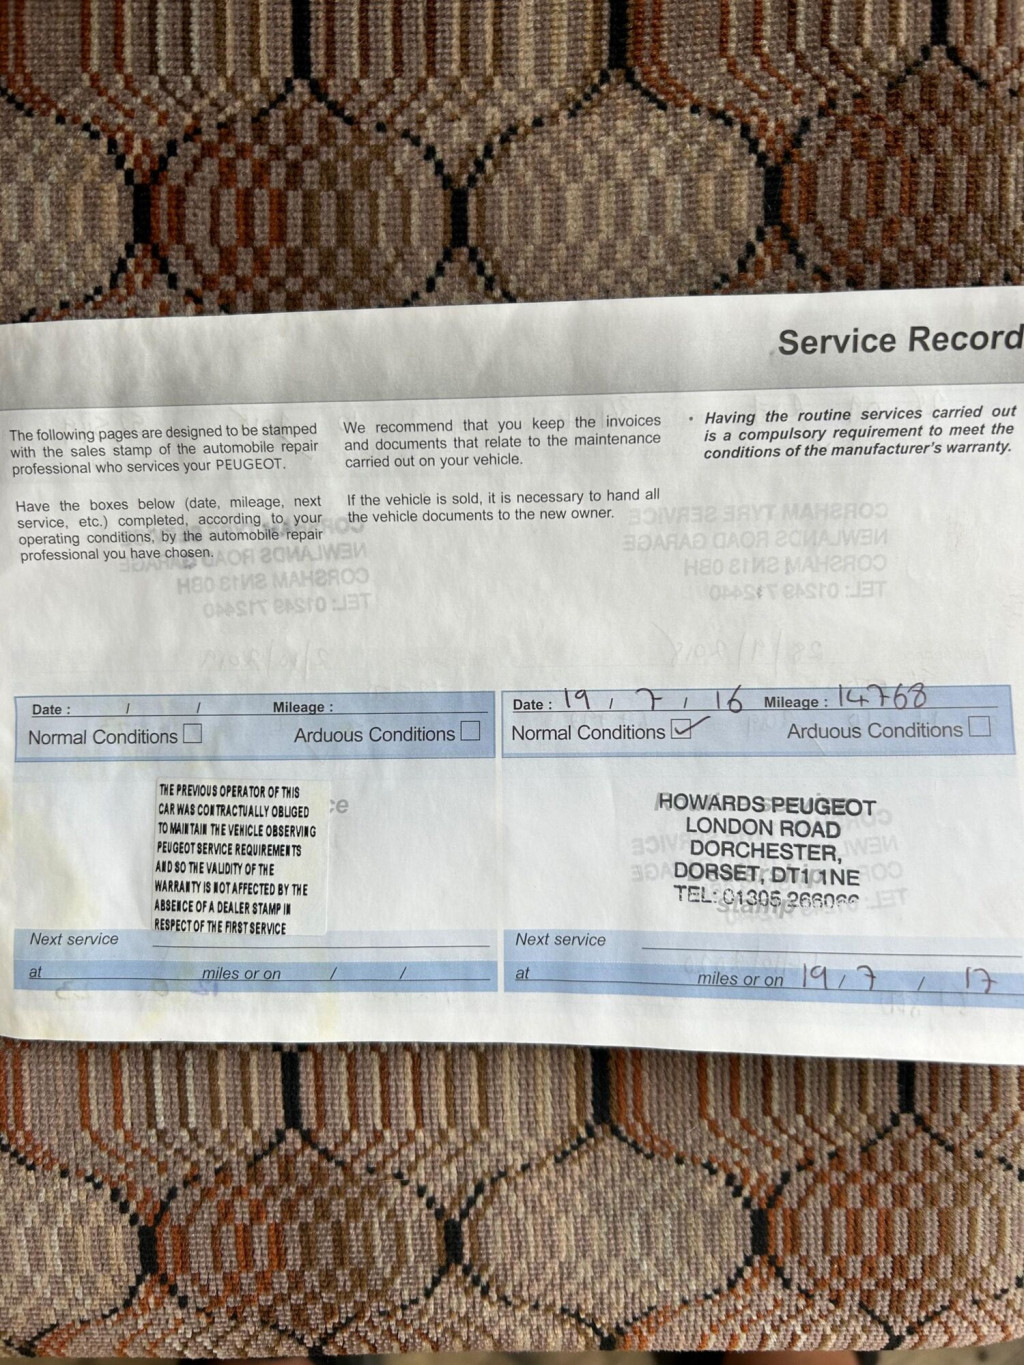 Service Record
The following pages are designed to be stamped
with the sales stamp of the automobile repair
professional who services your PEUGEOT.
Have the boxes below (date, mileage, next
service, etc.) completed, according to your
operating conditions, by the automobile repair
professional you have chosen.
We recommend that you keep the invoices
and documents that relate to the maintenance
carried out on your vehicle.
If the vehicle is sold, it is necessary to hand all
the vehicle documents to the new owner.
• Having the routine services carried out
is a compulsory requirement to meet the
conditions of the manufacturer's warranty.
Date : / / Mileage :
Normal Conditions Arduous Conditions
THE PREVIOUS OPERATOR OF THIS
CAR WAS CONTRACTUALLY OBLIGED
TO MAINTAIN THE VEHICLE OBSERVING
PEUGEOT SERVICE REQUIREMENTS
AND SO THE VALIDITY OF THE
WARRANTY IS NOT AFFECTED BY THE
ABSENCE OF A DEALER STAMP IN
RESPECT OF THE FIRST SERVICE
Next service
at miles or on / /
Date : 19 / 7 / 16 Mileage : 14768
Normal Conditions Arduous Conditions
HOWARDS PEUGEOT
LONDON ROAD
DORCHESTER,
DORSET, DT1 1NE
TEL: 01305 266066
Stamp
Next service
at miles or on 19 / 7 / 17